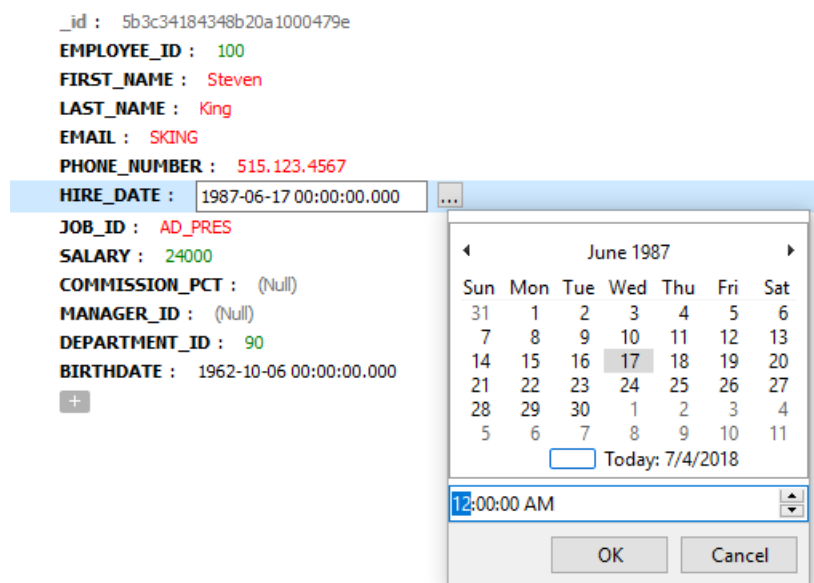 _id : 5b3c34184348b20a1000479e
EMPLOYEE_ID : 100
FIRST_NAME : Steven
LAST_NAME : King
EMAIL : SKING
PHONE_NUMBER : 515.123.4567
HIRE_DATE : 1987-06-17 00:00:00.000 ...
JOB_ID : AD_PRES
SALARY : 24000
COMMISSION_PCT : (Null)
MANAGER_ID : (Null)
DEPARTMENT_ID : 90
BIRTHDATE : 1962-10-06 00:00:00.000
+
June 1987
Sun Mon Tue Wed Thu Fri Sat
31 1 2 3 4 5 6
7 8 9 10 11 12 13
14 15 16 17 18 19 20
21 22 23 24 25 26 27
28 29 30 1 2 3 4
5 6 7 8 9 10 11
Today: 7/4/2018
12:00:00 AM
OK Cancel